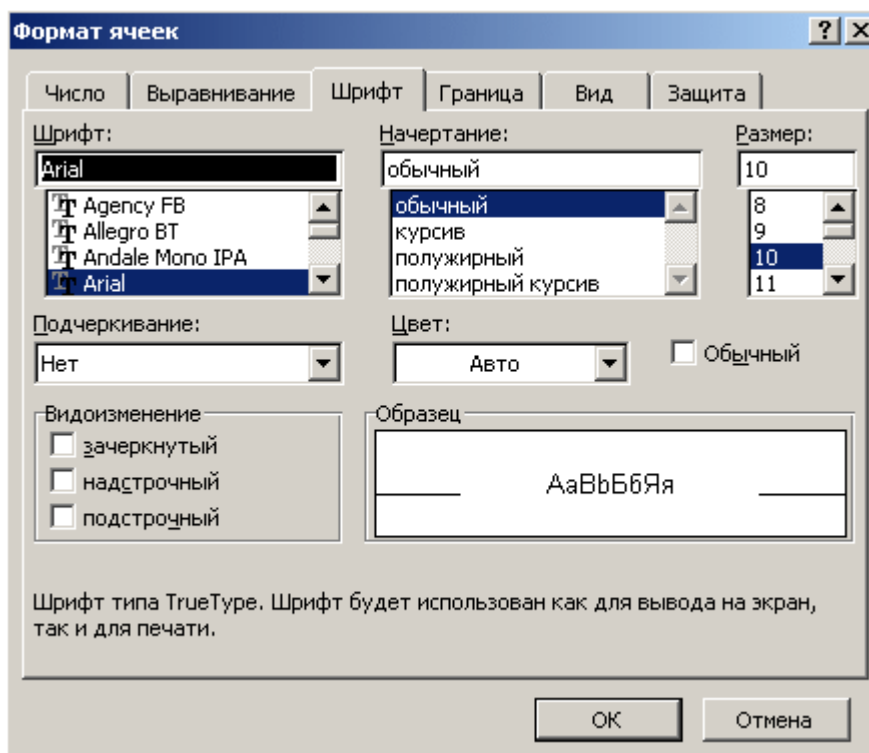 Формат ячеек
Число Выравнивание Шрифт Граница Вид Защита
Шрифт: Начертание: Размер:
Arial обычный 10
Agency FB обычный 8
Allegro BT курсив 9
Andale Mono IPA полужирный 10
Arial полужирный курсив 11
Подчеркивание: Цвет:
Нет Авто Обычный
Видоизменение Образец
зачеркнутый
надстрочный АаВbБбЯя
подстрочный
Шрифт типа TrueType. Шрифт будет использован как для вывода на экран,
так и для печати.
ОК Отмена